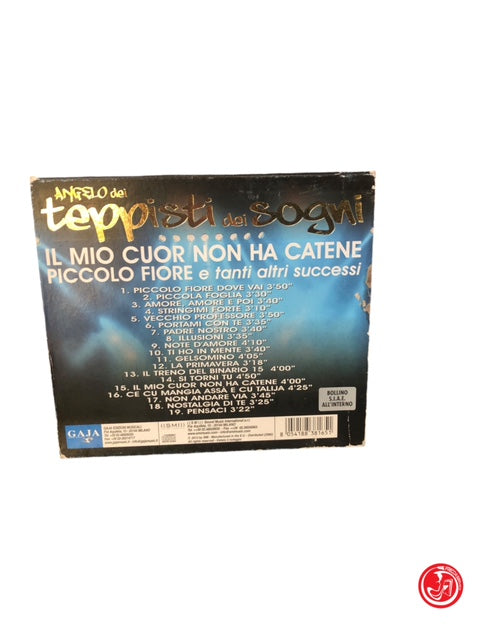 ANGELO dei
teppisti dei sogni
IL MIO CUOR NON HA CATENE
PICCOLO FIORE e tanti altri successi
1. PICCOLO FIORE DOVE VAI 3'50"
2. PICCOLA FOGLIA 3'30"
3. AMORE, AMORE E POI 3'40"
4. STRINGIMI FORTE 3'10"
5. VECCHIO PROFESSORE 3'50"
6. PORTAMI CON TE 3'35"
7. PADRE NOSTRO 3'40"
8. ILLUSIONI 3'35"
9. NOTE D'AMORE 4'10"
10. TI HO IN MENTE 3'40"
11. GELSOMINO 4'05"
12. LA PRIMAVERA 3'18"
13. IL TRENO DEL BINARIO 15 4'00"
14. SI TORNI TU 4'50"
15. IL MIO CUOR NON HA CATENE 4'00"
16. CE CU MANGIA ASSA E CU TALIJA 4'25"
17. NON ANDARE VIA 3'45"
18. NOSTALGIA DI TE 3'25"
19. PENSACI 3'22"
BOLLINO
S.I.A.E.
ALL'INTERNO
GAJA
((SMI))
8 054188 381651